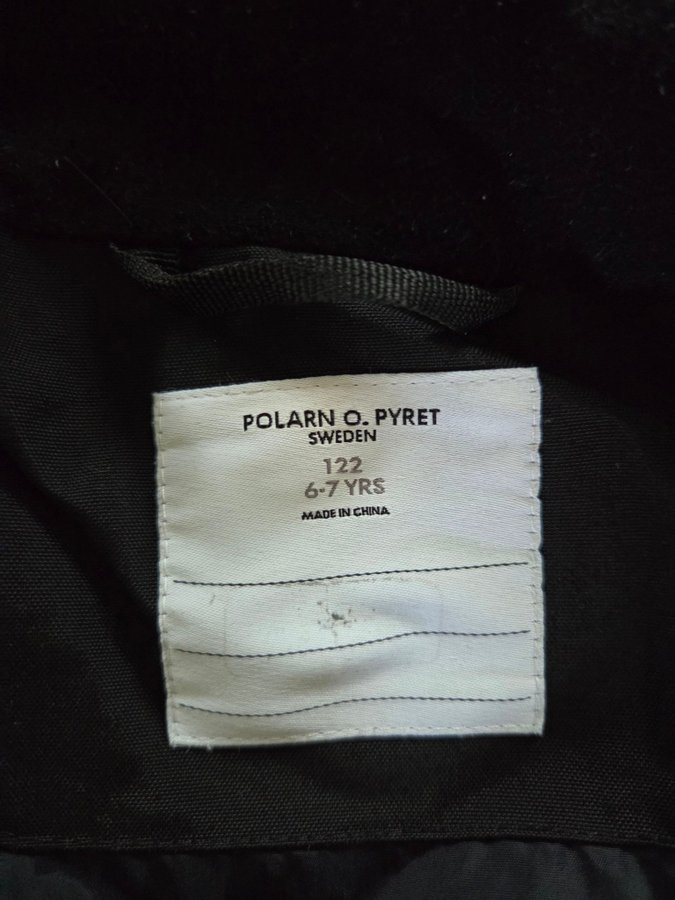 POLARN O. PYRET
SWEDEN
122
6-7 YRS
MADE IN CHINA